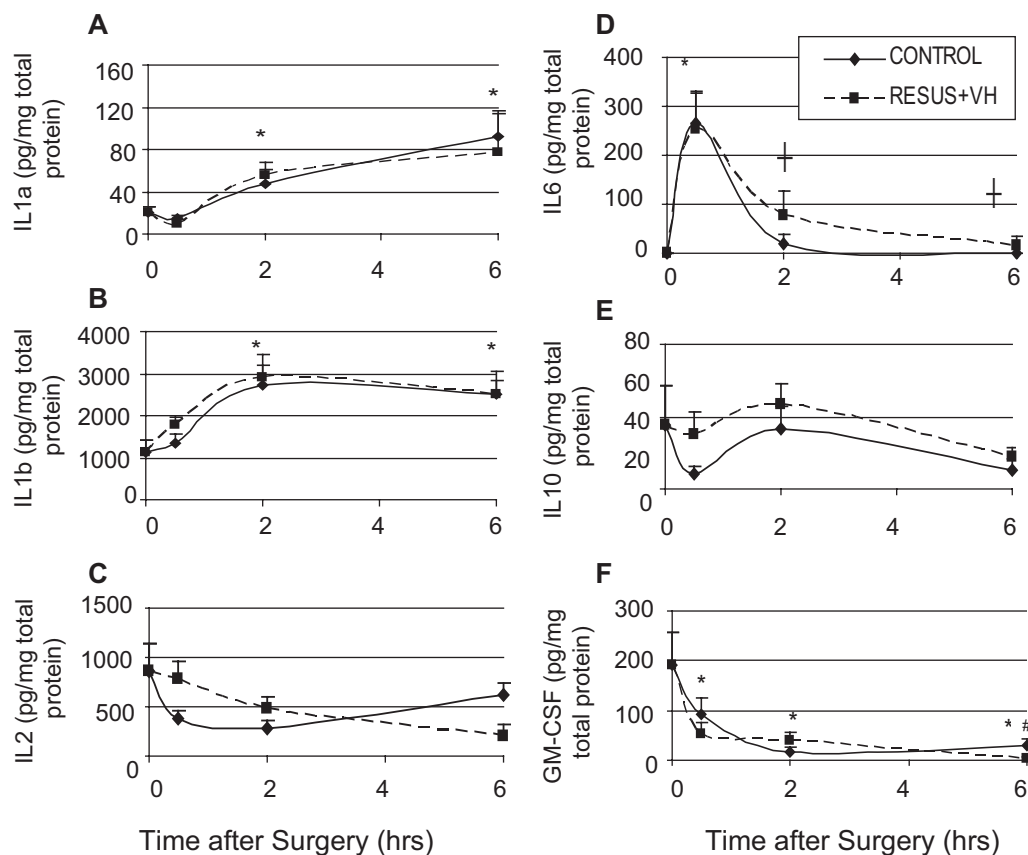 A
IL1a (pg/mg total
protein)
160
120
80
40
0
*
*
0 2 4 6
B
IL1b (pg/mg total
protein)
4000
3000
2000
1000
0
*
*
0 2 4 6
C
IL2 (pg/mg total
protein)
1500
1000
500
0
0 2 4 6
Time after Surgery (hrs)
D
CONTROL
RESUS+VH
IL6 (pg/mg total
protein)
400
300
200
100
0
*
┼
┼
0 2 4 6
E
IL10 (pg/mg total
protein)
80
60
40
20
0
0 2 4 6
F
GM-CSF (pg/mg
total protein)
300
200
100
0
*
*
* #
0 2 4 6
Time after Surgery (hrs)